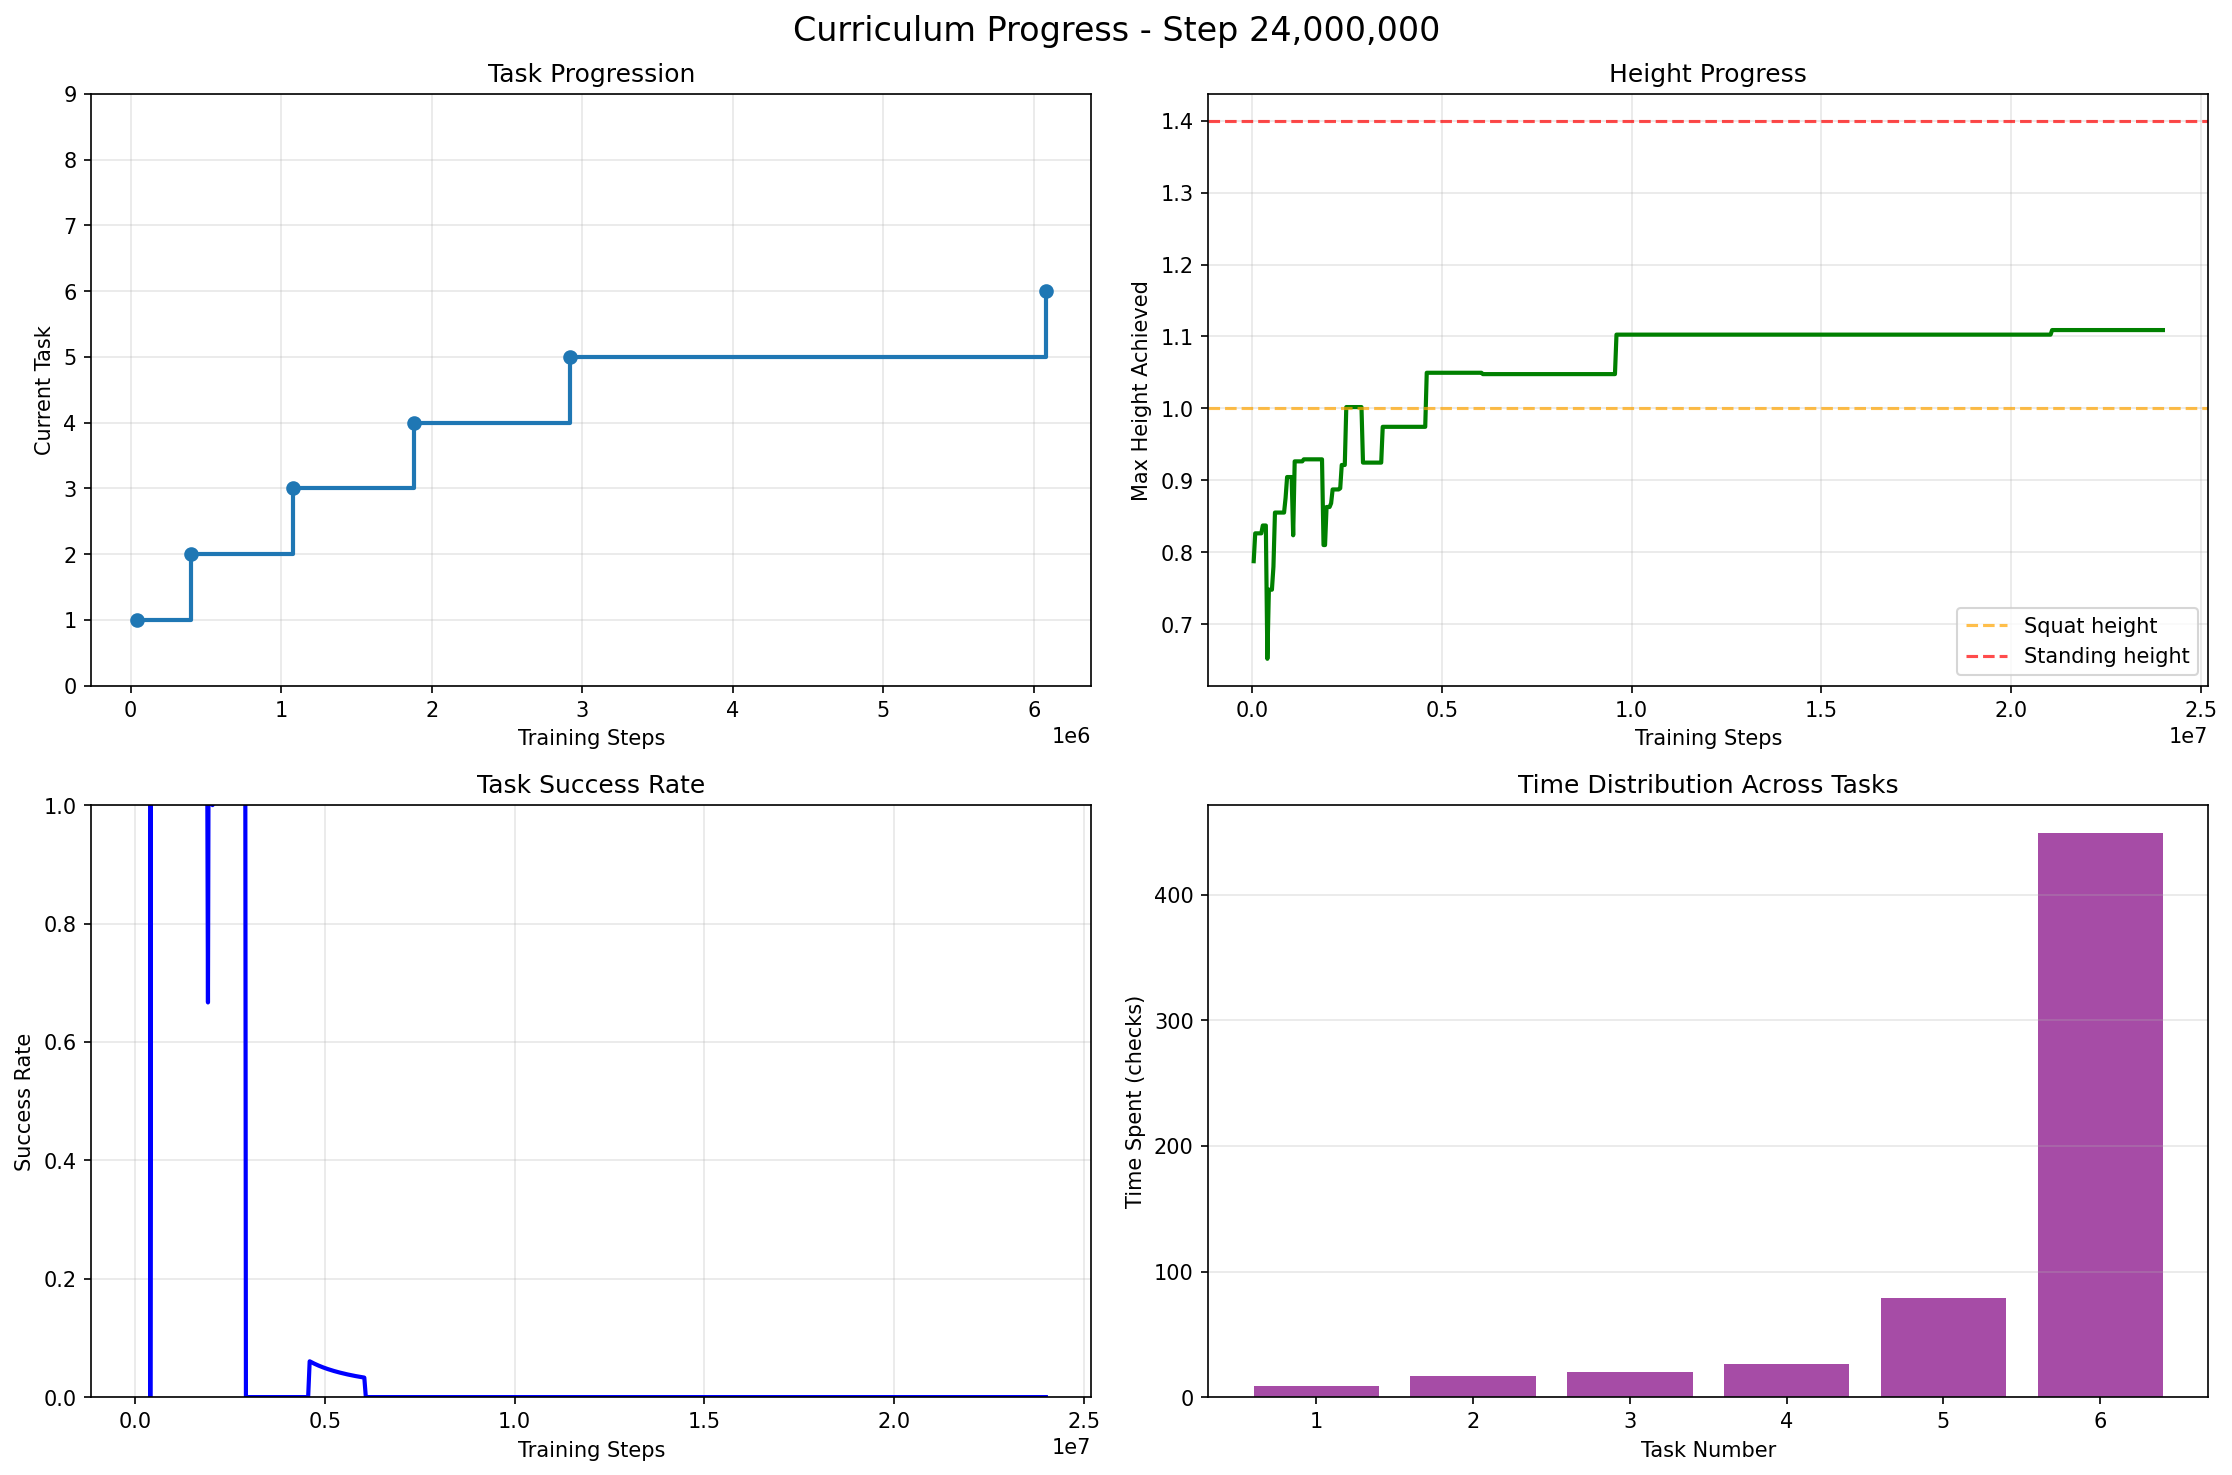 Curriculum Progress - Step 24,000,000
Task Progression
9
8
7
6
5
4
3
2
1
0
Current Task
0 1 2 3 4 5 6
1e6
Training Steps
Height Progress
1.4
1.3
1.2
1.1
1.0
0.9
0.8
0.7
Max Height Achieved
Squat height
Standing height
0.0 0.5 1.0 1.5 2.0 2.5
1e7
Training Steps
Task Success Rate
1.0
0.8
0.6
0.4
0.2
0.0
Success Rate
0.0 0.5 1.0 1.5 2.0 2.5
1e7
Training Steps
Time Distribution Across Tasks
400
300
200
100
0
Time Spent (checks)
1 2 3 4 5 6
Task Number